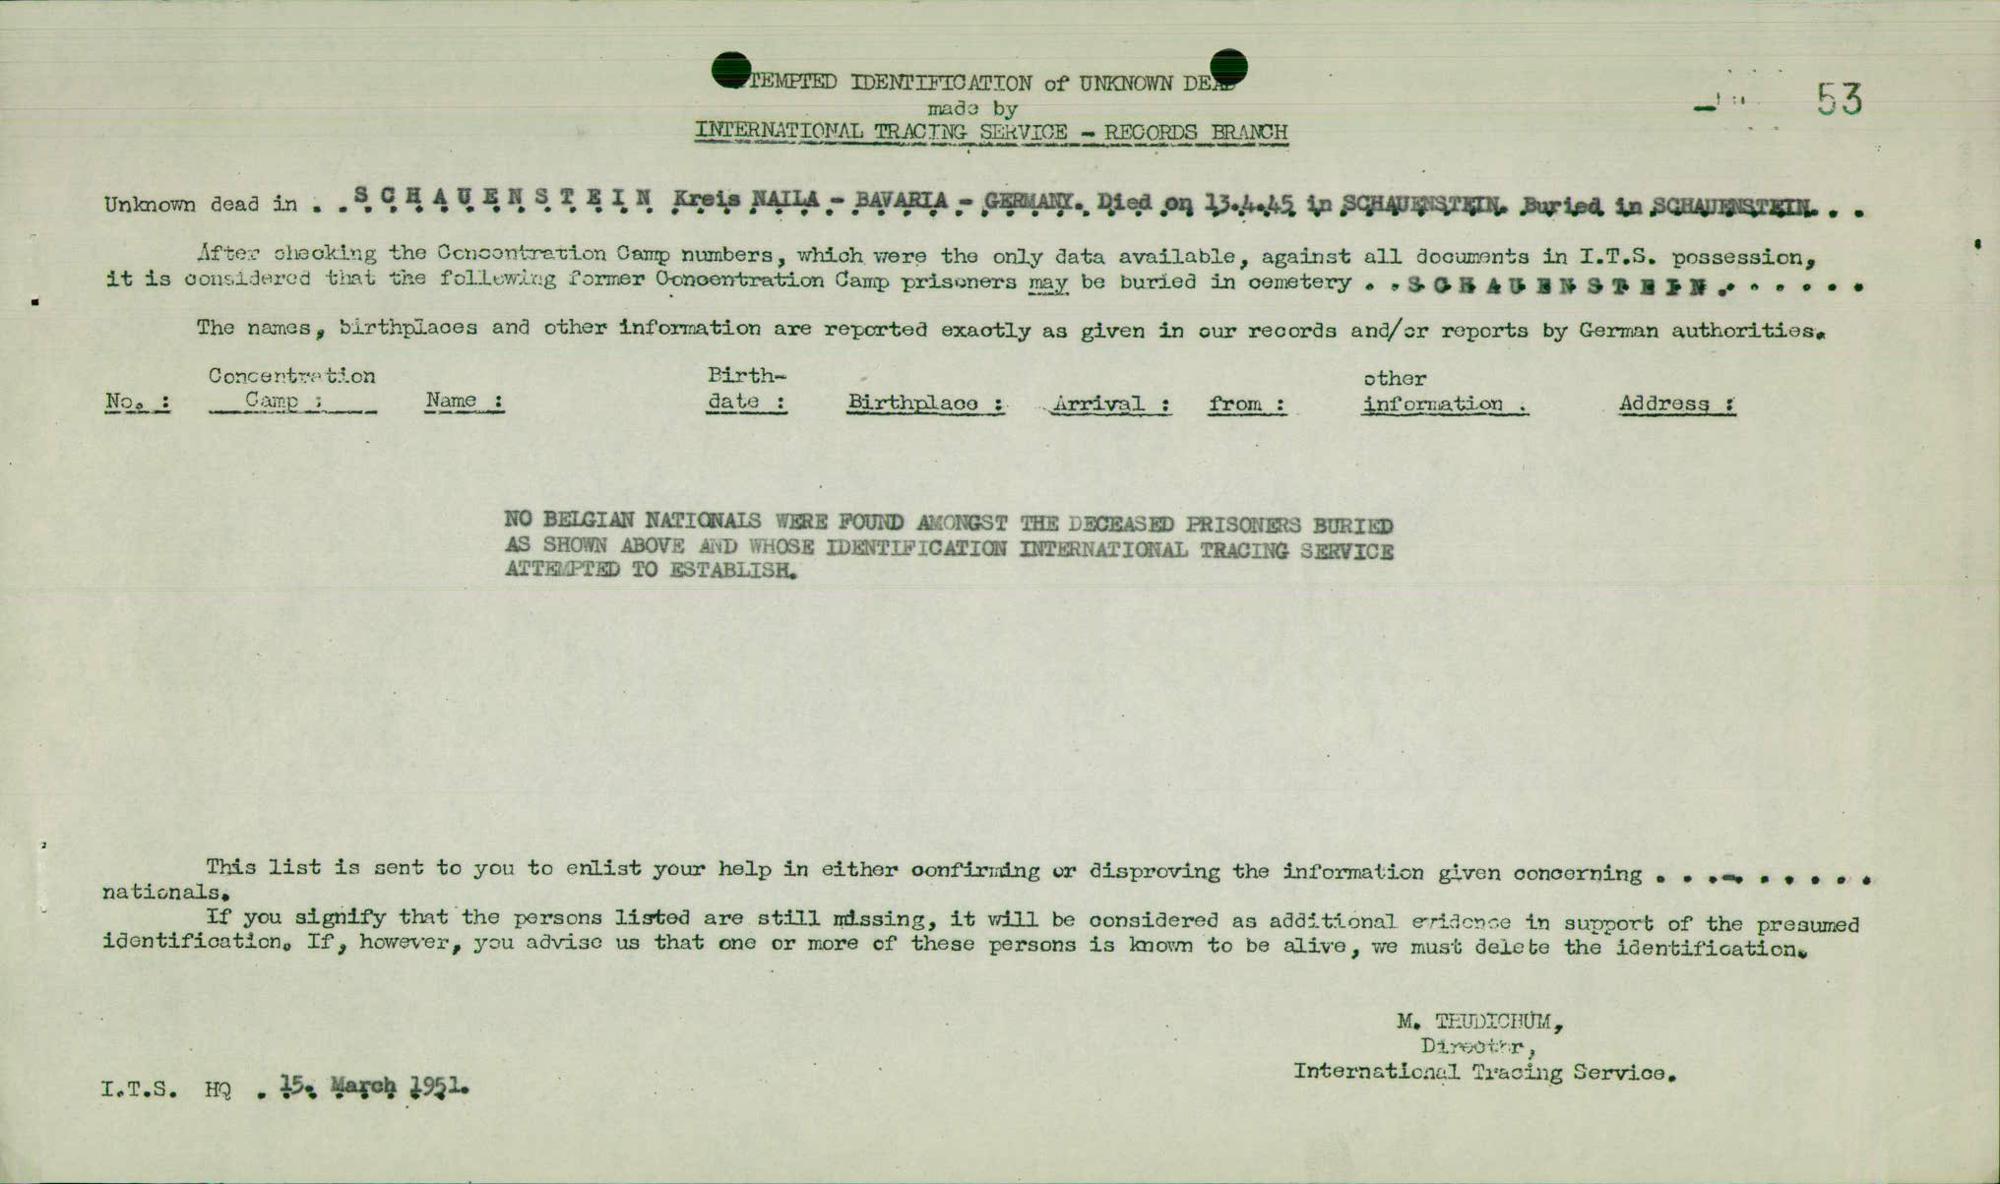 TEMPTED IDENTIFICATION of UNKNOWN DEAD
made by
INTERNATIONAL TRACING SERVICE - RECORDS BRANCH
53
Unknown dead in . . S C H A U E N S T E I N Kreis NAILA - BAVARIA - GERMANY. Died on 13.4.45 in SCHAUENSTEIN. Buried in SCHAUENSTEIN. . .
After checking the Concentration Camp numbers, which were the only data available, against all documents in I.T.S. possession,
it is considered that the following former Concentration Camp prisoners may be buried in cemetery . . S C H A U E N S T E I N . . . . . . .
The names, birthplaces and other information are reported exactly as given in our records and/or reports by German authorities.
No. : Concentration Camp : Name : Birth-date : Birthplace : Arrival : from : other information : Address :
NO BELGIAN NATIONALS WERE FOUND AMONGST THE DECEASED PRISONERS BURIED
AS SHOWN ABOVE AND WHOSE IDENTIFICATION INTERNATIONAL TRACING SERVICE
ATTEMPTED TO ESTABLISH.
This list is sent to you to enlist your help in either confirming or disproving the information given concerning . . . - . . . . .
nationals.
If you signify that the persons listed are still missing, it will be considered as additional evidence in support of the presumed
identification. If, however, you advise us that one or more of these persons is known to be alive, we must delete the identification.
M. THUDICHUM,
Director,
International Tracing Service.
I.T.S. HQ . 15. March 1951.